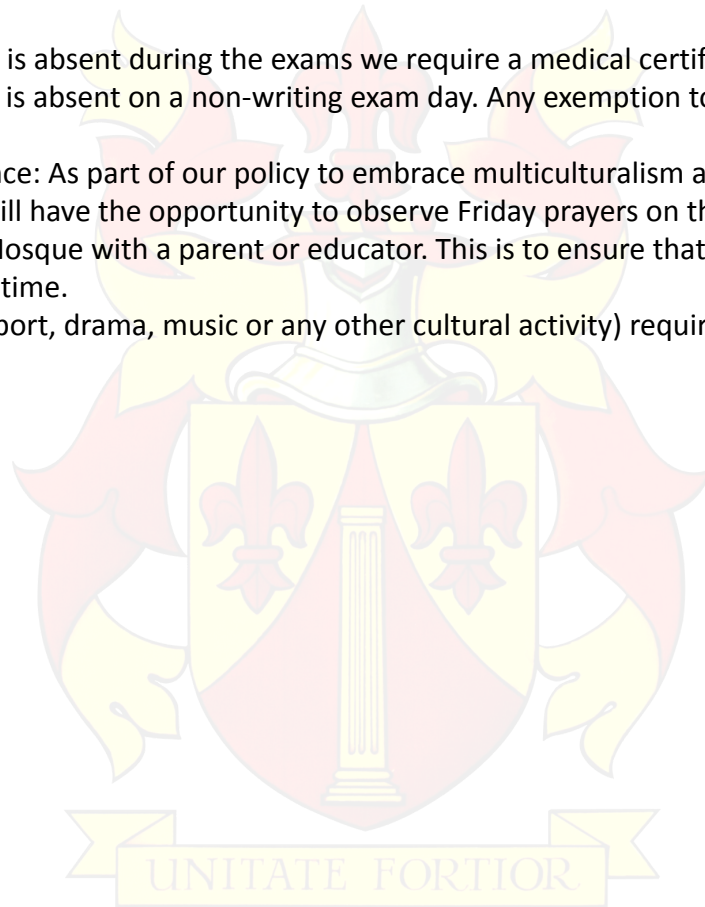 is absent during the exams we require a medical certif
is absent on a non-writing exam day. Any exemption to
nce: As part of our policy to embrace multiculturalism a
ill have the opportunity to observe Friday prayers on th
Mosque with a parent or educator. This is to ensure that
time.
port, drama, music or any other cultural activity) requir
UNITATE FORTIOR